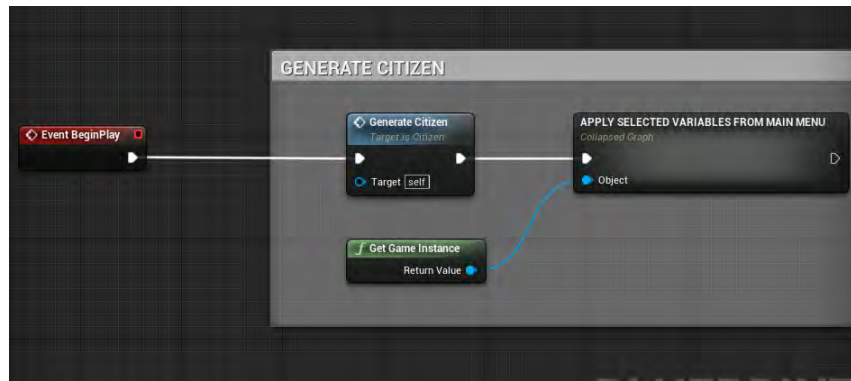 GENERATE CITIZEN
Event BeginPlay
Generate Citizen
Target is Citizen
Target self
APPLY SELECTED VARIABLES FROM MAIN MENU
Collapsed Graph
Object
f Get Game Instance
Return Value